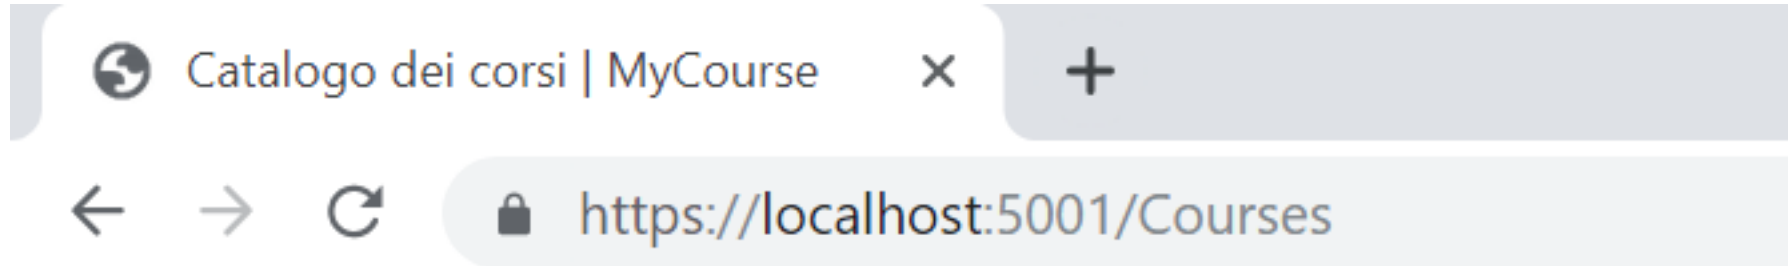 Catalogo dei corsi | MyCourse
https://localhost:5001/Courses